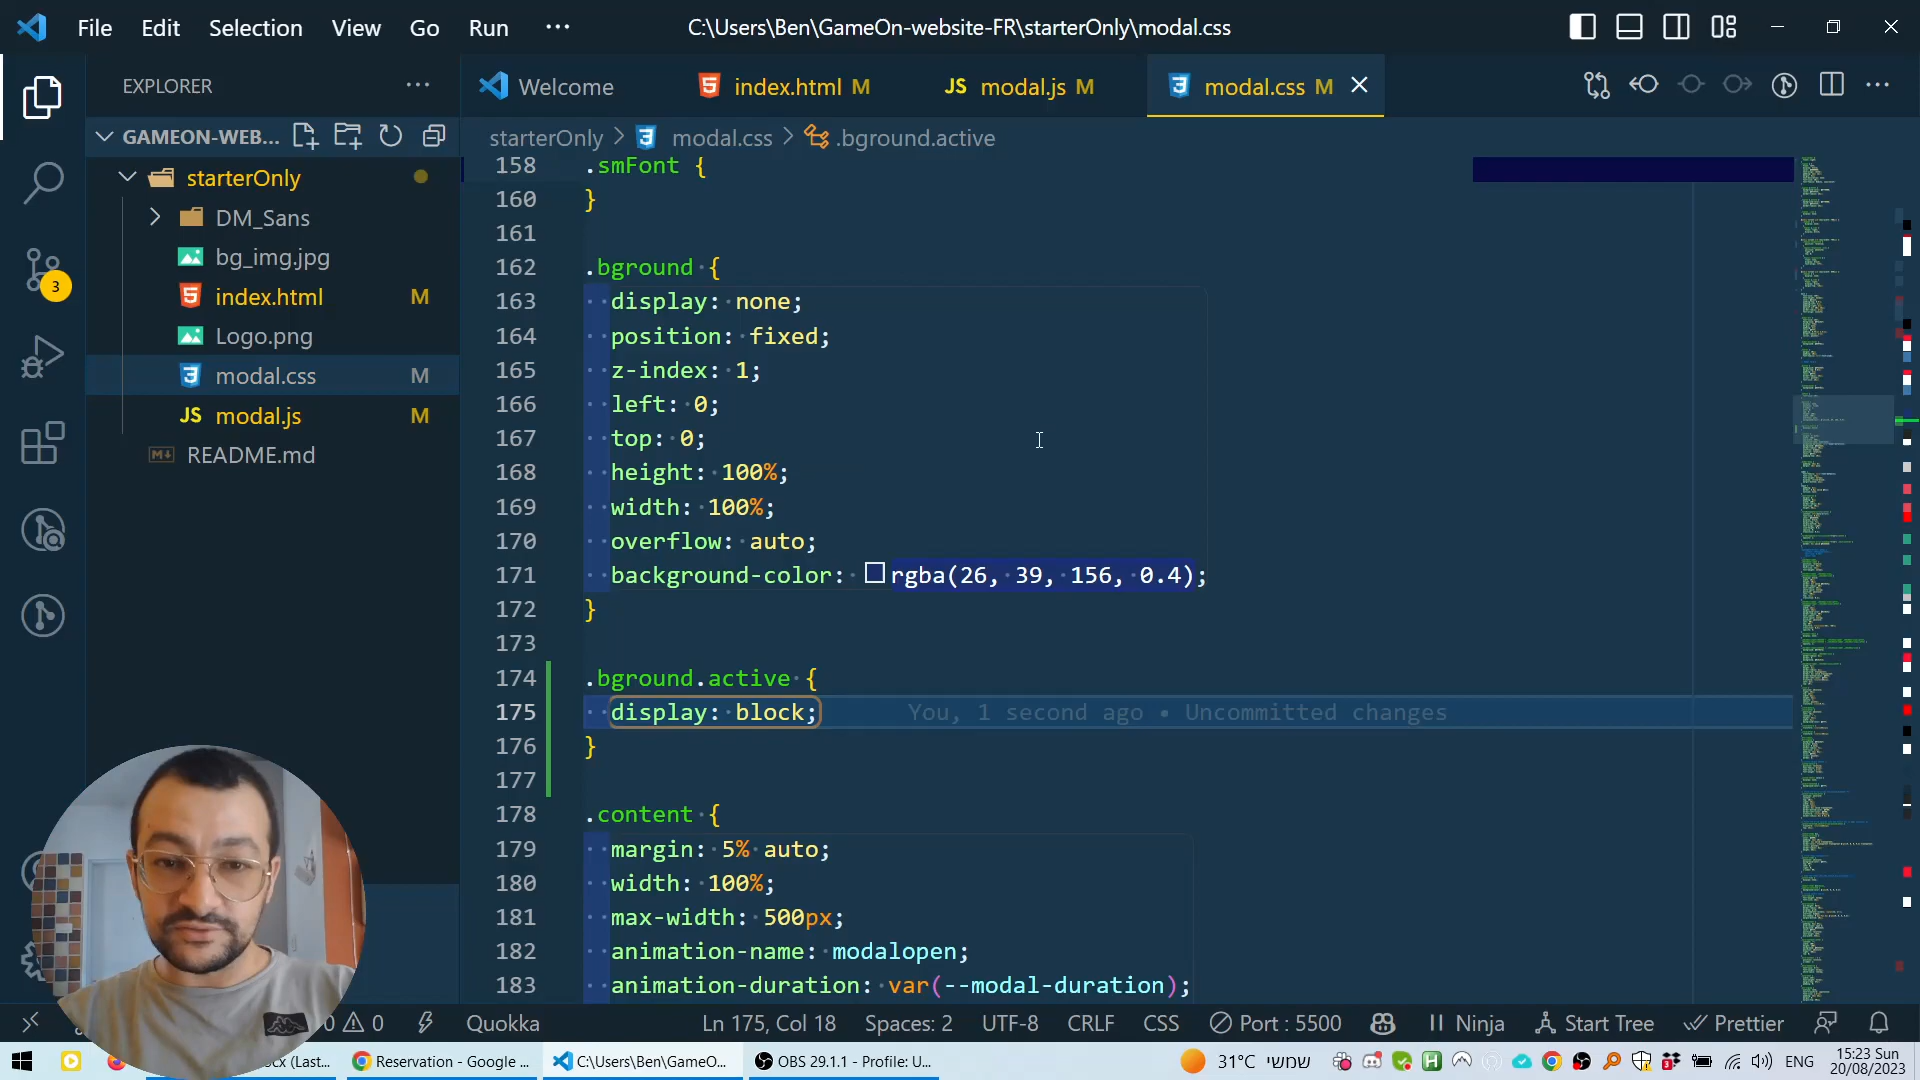 File Edit Selection View Go Run ··· C:\Users\Ben\GameOn-website-FR\starterOnly\modal.css
EXPLORER ···
GAMEON-WEB...
starterOnly
DM_Sans
bg_img.jpg
index.html M
Logo.png
modal.css M
JS modal.js M
README.md
3
Welcome
index.html M
JS modal.js M
modal.css M
starterOnly > modal.css > .bground.active
158 .smFont {
160 }
161
162 .bground {
163 display: none;
164 position: fixed;
165 z-index: 1;
166 left: 0;
167 top: 0;
168 height: 100%;
169 width: 100%;
170 overflow: auto;
171 background-color: rgba(26, 39, 156, 0.4);
172 }
173
174 .bground.active {
175 display: block; You, 1 second ago • Uncommitted changes
176 }
177
178 .content {
179 margin: 5% auto;
180 width: 100%;
181 max-width: 500px;
182 animation-name: modalopen;
183 animation-duration: var(--modal-duration);
0 0 Quokka Ln 175, Col 18 Spaces: 2 UTF-8 CRLF CSS Port : 5500 Ninja Start Tree Prettier
cx (Last... Reservation - Google ... C:\Users\Ben\GameO... OBS 29.1.1 - Profile: U... 31°C שמשי ENG 15:23 Sun
20/08/2023